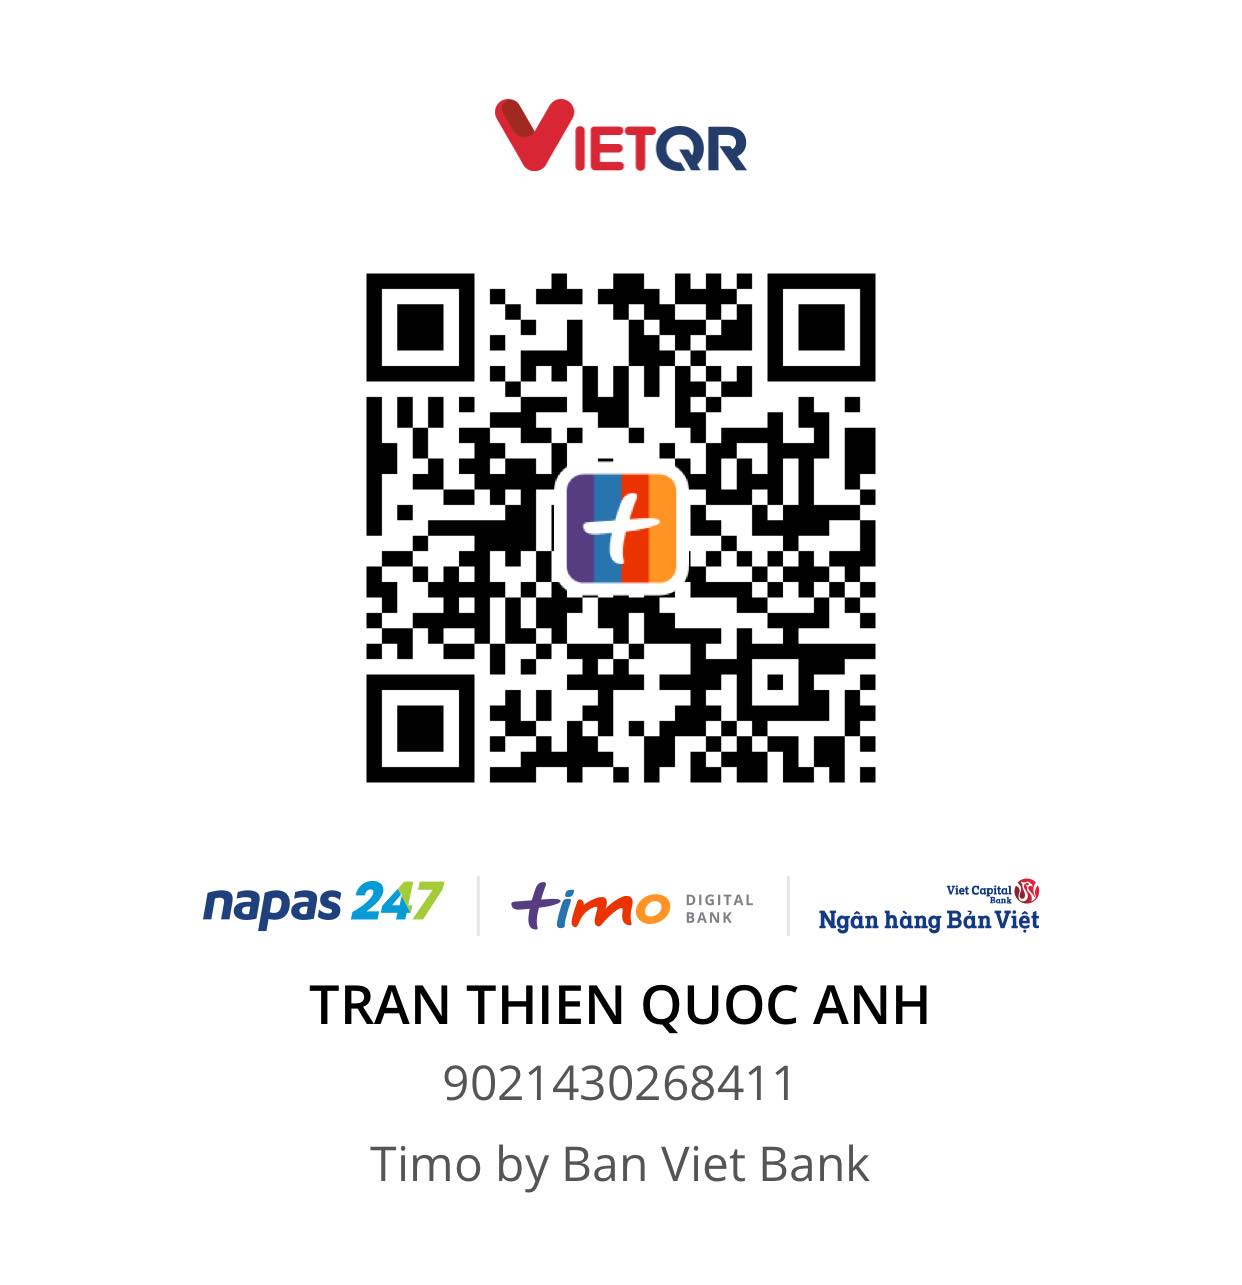 VIETQR
napas 247
timo DIGITAL BANK
Viet Capital Bank
Ngân hàng Bản Việt
TRAN THIEN QUOC ANH
9021430268411
Timo by Ban Viet Bank